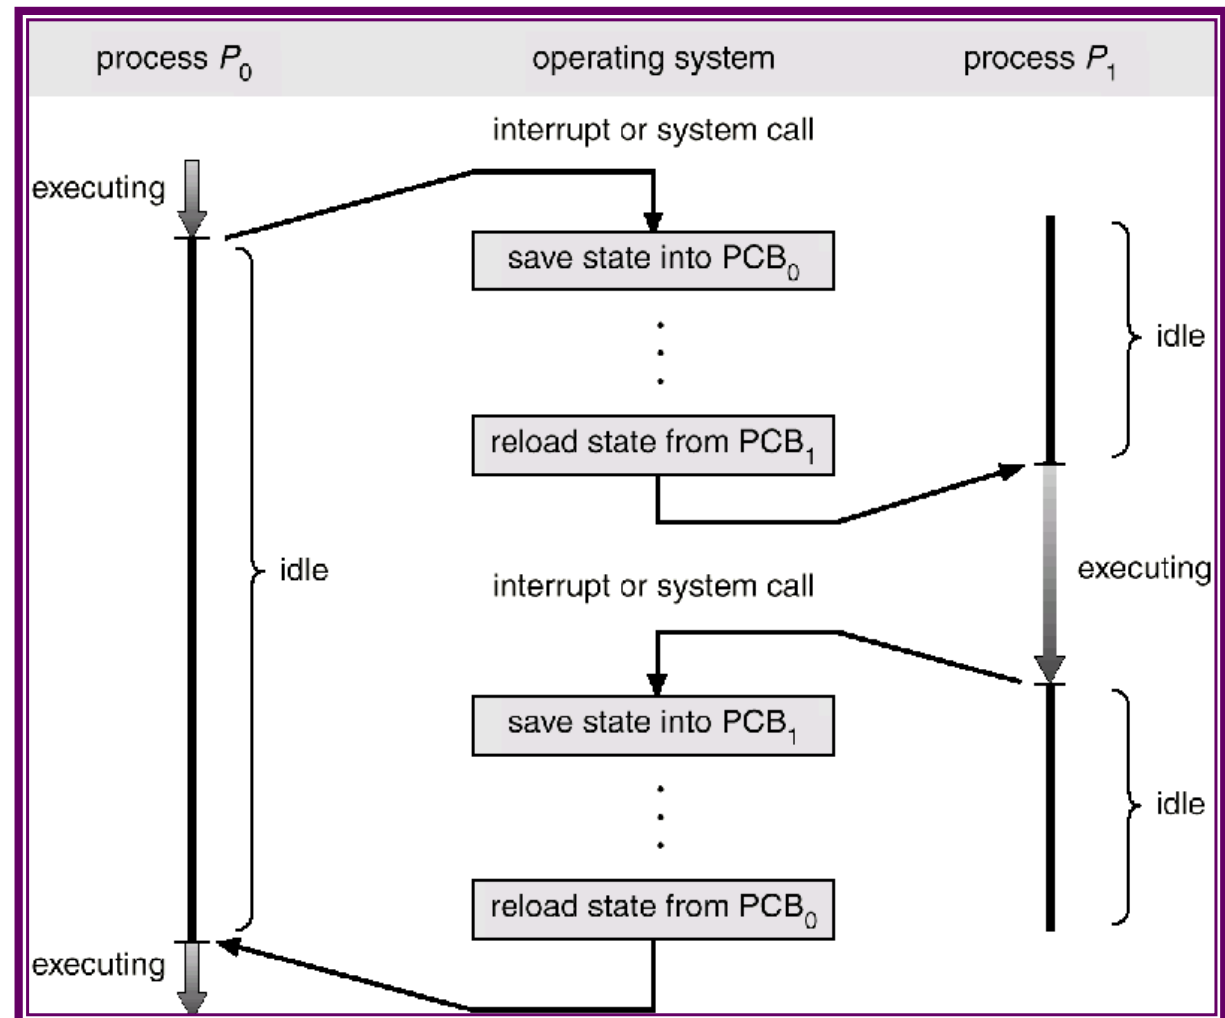 process P₀ operating system process P₁
interrupt or system call
executing
save state into PCB₀
idle
reload state from PCB₁
idle
executing
interrupt or system call
save state into PCB₁
idle
reload state from PCB₀
executing